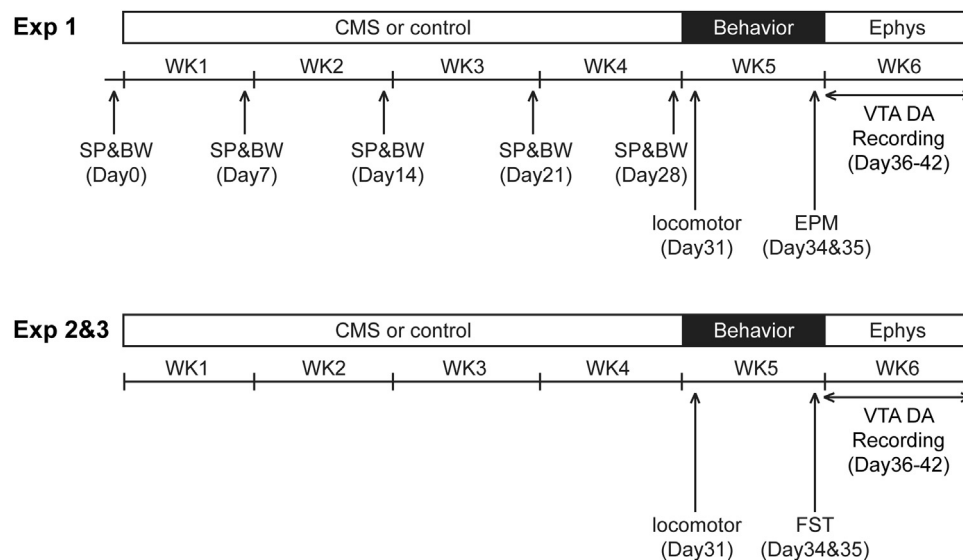 Exp 1
CMS or control
Behavior
Ephys
WK1
WK2
WK3
WK4
WK5
WK6
SP&BW
(Day0)
SP&BW
(Day7)
SP&BW
(Day14)
SP&BW
(Day21)
SP&BW
(Day28)
VTA DA
Recording
(Day36-42)
locomotor
(Day31)
EPM
(Day34&35)
Exp 2&3
CMS or control
Behavior
Ephys
WK1
WK2
WK3
WK4
WK5
WK6
VTA DA
Recording
(Day36-42)
locomotor
(Day31)
FST
(Day34&35)